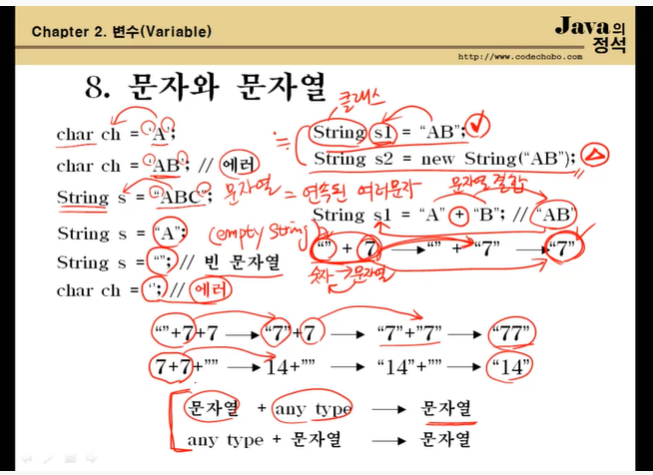 Chapter 2. 변수(Variable)
Java의
정석
http://www.codechobo.com
8. 문자와 문자열
클래스
char ch = 'A';
String s1 = "AB";
char ch = 'AB'; // 에러
String s2 = new String("AB");
String s = "ABC"; 문자열 = 연속된 여러문자
문자열 결합
String s1 = "A" + "B"; // "AB"
String s = "A";
(empty string)
"" + 7 → "" + "7" → "7"
String s = ""; // 빈 문자열
숫자 → 문자열
char ch = ''; // 에러
""+7+7 → "7"+7 → "7"+"7" → "77"
7+7+"" → 14+"" → "14"+"" → "14"
문자열 + any type → 문자열
any type + 문자열 → 문자열